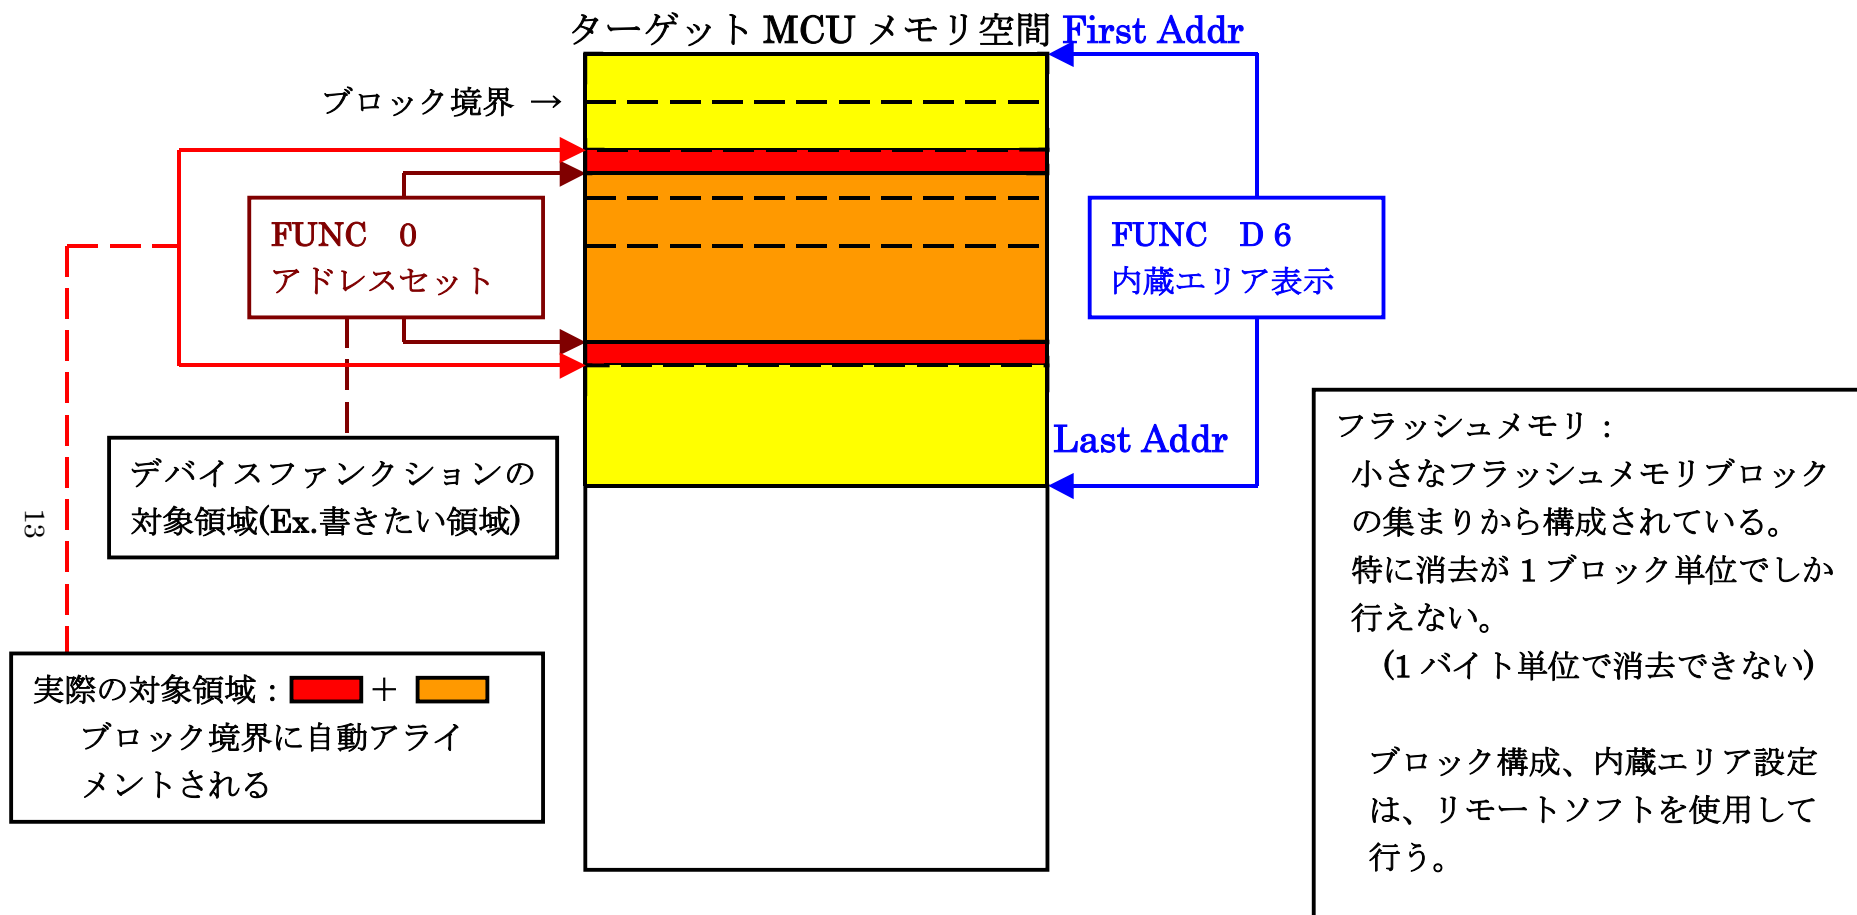 ターゲット MCU メモリ空間 First Addr
ブロック境界 →
FUNC 0
アドレスセット
FUNC D 6
内蔵エリア表示
Last Addr
デバイスファンクションの
対象領域(Ex.書きたい領域)
13
実際の対象領域 : ＋
ブロック境界に自動アライ
メントされる
フラッシュメモリ :
小さなフラッシュメモリブロック
の集まりから構成されている。
特に消去が 1 ブロック単位でしか
行えない。
(1 バイト単位で消去できない)
ブロック構成、内蔵エリア設定
は、リモートソフトを使用して
行う。